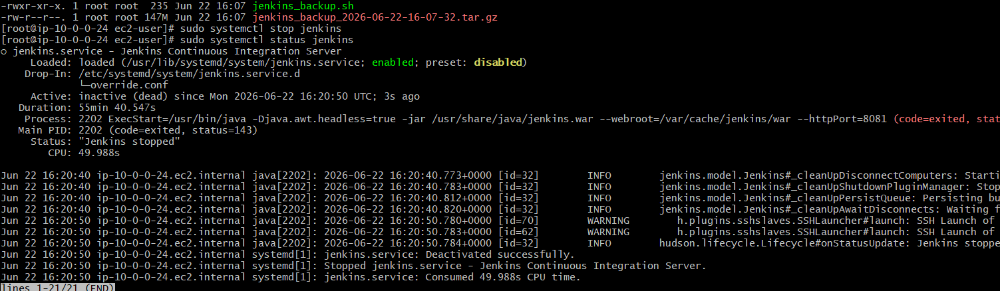 -rwxr-xr-x. 1 root root  235 Jun 22 16:07 jenkins_backup.sh
-rw-r--r--. 1 root root 147M Jun 22 16:07 jenkins_backup_2026-06-22-16-07-32.tar.gz
[root@ip-10-0-0-24 ec2-user]# sudo systemctl stop jenkins
[root@ip-10-0-0-24 ec2-user]# sudo systemctl status jenkins
○ jenkins.service - Jenkins Continuous Integration Server
     Loaded: loaded (/usr/lib/systemd/system/jenkins.service; enabled; preset: disabled)
    Drop-In: /etc/systemd/system/jenkins.service.d
             └─override.conf
     Active: inactive (dead) since Mon 2026-06-22 16:20:50 UTC; 3s ago
   Duration: 55min 40.547s
    Process: 2202 ExecStart=/usr/bin/java -Djava.awt.headless=true -jar /usr/share/java/jenkins.war --webroot=/var/cache/jenkins/war --httpPort=8081 (code=exited, stat
   Main PID: 2202 (code=exited, status=143)
     Status: "Jenkins stopped"
        CPU: 49.988s

Jun 22 16:20:40 ip-10-0-0-24.ec2.internal java[2202]: 2026-06-22 16:20:40.773+0000 [id=32]        INFO        jenkins.model.Jenkins#_cleanUpDisconnectComputers: Starti
Jun 22 16:20:40 ip-10-0-0-24.ec2.internal java[2202]: 2026-06-22 16:20:40.783+0000 [id=32]        INFO        jenkins.model.Jenkins#_cleanUpShutdownPluginManager: Stop
Jun 22 16:20:40 ip-10-0-0-24.ec2.internal java[2202]: 2026-06-22 16:20:40.812+0000 [id=32]        INFO        jenkins.model.Jenkins#_cleanUpPersistQueue: Persisting bu
Jun 22 16:20:40 ip-10-0-0-24.ec2.internal java[2202]: 2026-06-22 16:20:40.820+0000 [id=32]        INFO        jenkins.model.Jenkins#_cleanUpAwaitDisconnects: Waiting f
Jun 22 16:20:50 ip-10-0-0-24.ec2.internal java[2202]: 2026-06-22 16:20:50.780+0000 [id=70]        WARNING        h.plugins.sshslaves.SSHLauncher#launch: SSH Launch of
Jun 22 16:20:50 ip-10-0-0-24.ec2.internal java[2202]: 2026-06-22 16:20:50.783+0000 [id=62]        WARNING        h.plugins.sshslaves.SSHLauncher#launch: SSH Launch of
Jun 22 16:20:50 ip-10-0-0-24.ec2.internal java[2202]: 2026-06-22 16:20:50.784+0000 [id=32]        INFO        hudson.lifecycle.Lifecycle#onStatusUpdate: Jenkins stoppe
Jun 22 16:20:50 ip-10-0-0-24.ec2.internal systemd[1]: jenkins.service: Deactivated successfully.
Jun 22 16:20:50 ip-10-0-0-24.ec2.internal systemd[1]: Stopped jenkins.service - Jenkins Continuous Integration Server.
Jun 22 16:20:50 ip-10-0-0-24.ec2.internal systemd[1]: jenkins.service: Consumed 49.988s CPU time.
lines 1-21/21 (END)